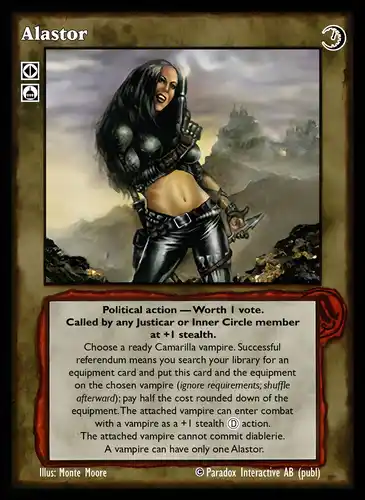 Alastor
Political action — Worth 1 vote.
Called by any Justicar or Inner Circle member
at +1 stealth.
Choose a ready Camarilla vampire. Successful
referendum means you search your library for an
equipment card and put this card and the equipment
on the chosen vampire (ignore requirements; shuffle
afterward); pay half the cost rounded down of the
equipment. The attached vampire can enter combat
with a vampire as a +1 stealth Ⓓ action.
The attached vampire cannot commit diablerie.
A vampire can have only one Alastor.
Illus: Monte Moore © Paradox Interactive AB (publ)